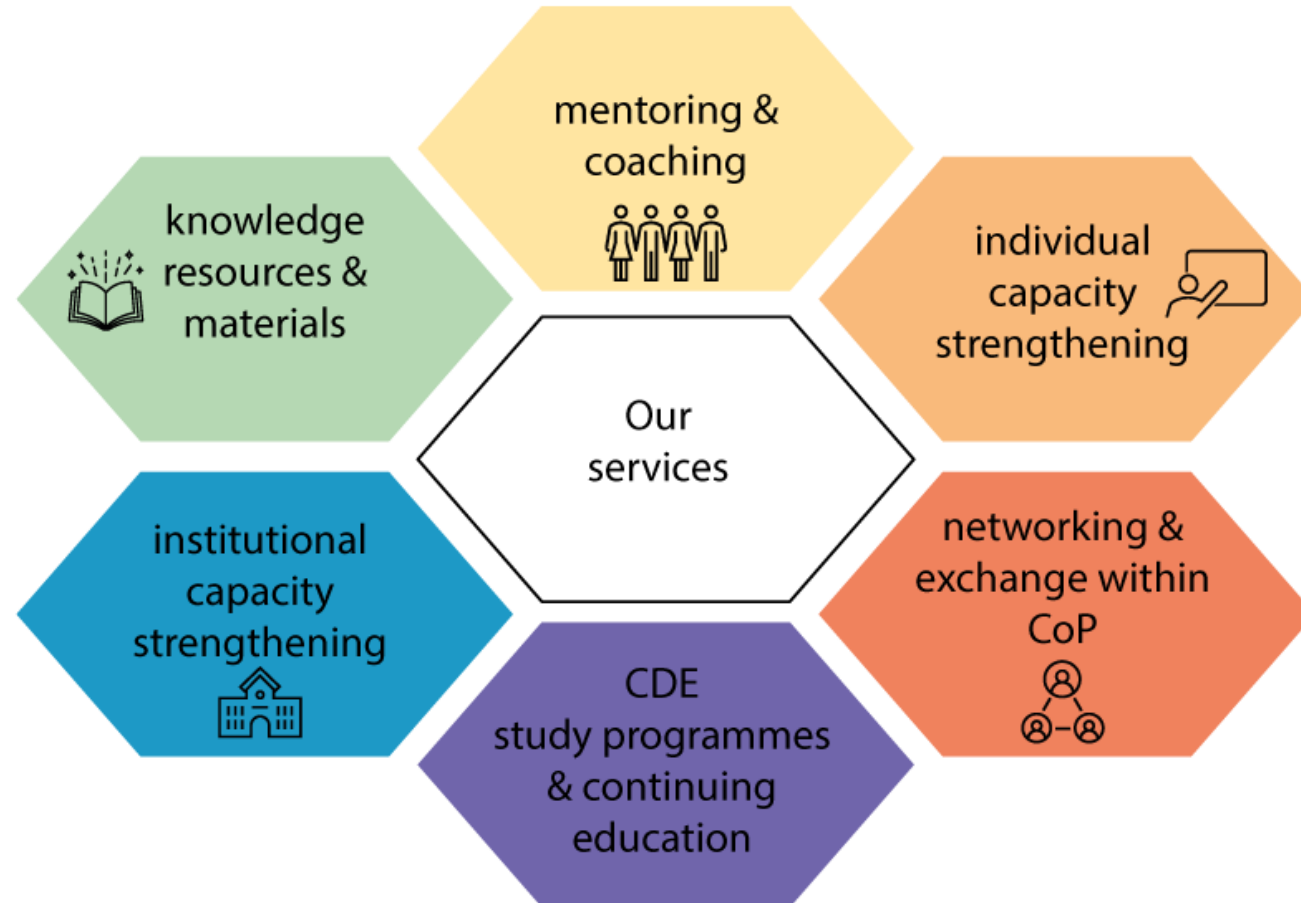 mentoring &
coaching
knowledge
resources &
materials
individual
capacity
strengthening
Our
services
institutional
capacity
strengthening
networking &
exchange within
CoP
CDE
study programmes
& continuing
education